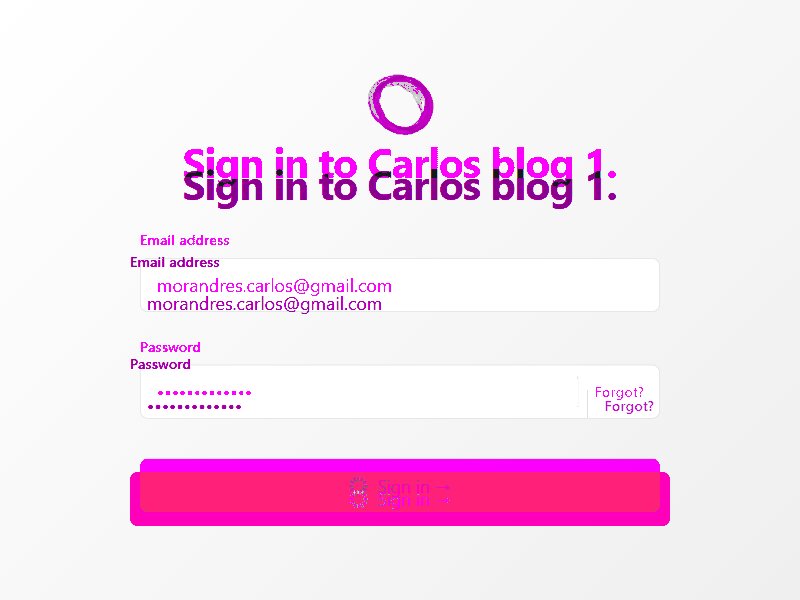 Sign in to Carlos blog 1.
Sign in to Carlos blog 1.
Email address
Email address
morandres.carlos@gmail.com
morandres.carlos@gmail.com
Password
Password
•••••••••••••
Forgot?
•••••••••••••
Forgot?
Sign in →
Sign in →